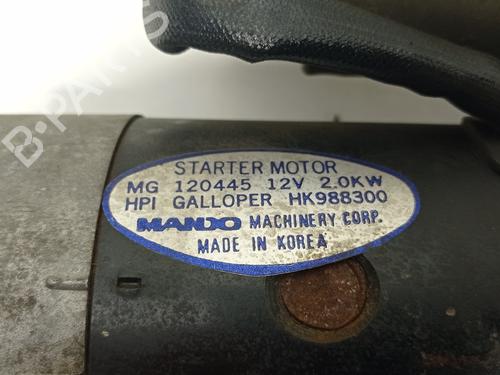 B-PARTS
STARTER MOTOR
MG 120445 12V 2.0KW
HPI GALLOPER HK988300
MANDO MACHINERY CORP.
MADE IN KOREA